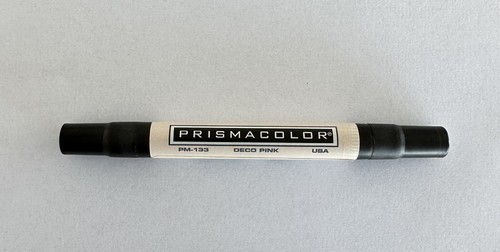 PRISMACOLOR®
PM-133 DECO PINK USA